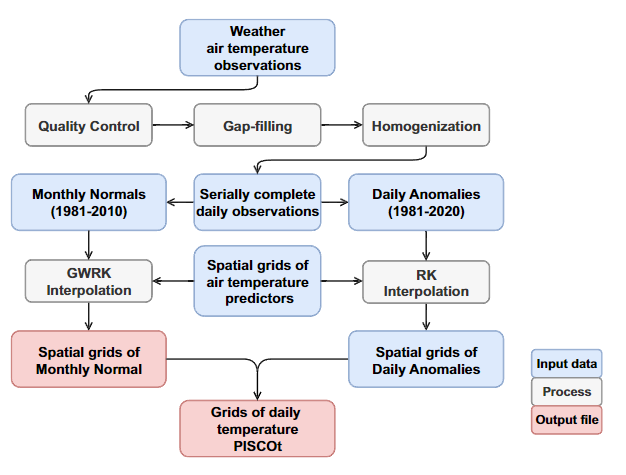 Weather
air temperature
observations
Quality Control
Gap-filling
Homogenization
Monthly Normals
(1981-2010)
Serially complete
daily observations
Daily Anomalies
(1981-2020)
GWRK
Interpolation
Spatial grids of
air temperature
predictors
RK
Interpolation
Spatial grids of
Monthly Normal
Spatial grids of
Daily Anomalies
Input data
Process
Output file
Grids of daily
temperature
PISCOt